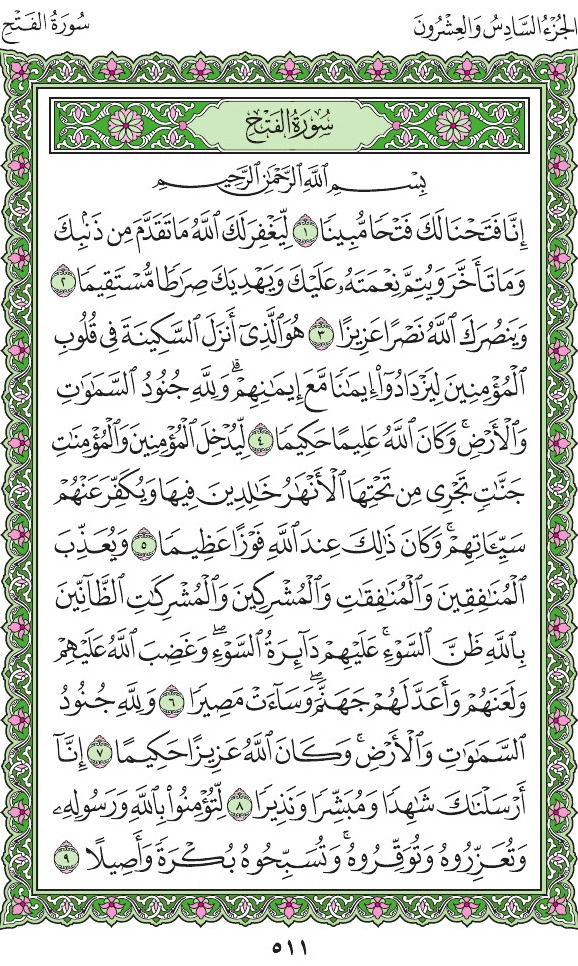 الجُزْءُ السَّادِسُ وَالعِشْرُونَ
سُورَةُ الفَتْحِ
سُورَةُ الفَتْحِ
بِسْمِ ٱللَّهِ ٱلرَّحْمَٰنِ ٱلرَّحِيمِ
إِنَّا فَتَحْنَا لَكَ فَتْحًا مُّبِينًا ١ لِّيَغْفِرَ لَكَ ٱللَّهُ مَا تَقَدَّمَ مِن ذَنۢبِكَ
وَمَا تَأَخَّرَ وَيُتِمَّ نِعْمَتَهُۥ عَلَيْكَ وَيَهْدِيَكَ صِرَٰطًا مُّسْتَقِيمًا ٢
وَيَنصُرَكَ ٱللَّهُ نَصْرًا عَزِيزًا ٣ هُوَ ٱلَّذِىٓ أَنزَلَ ٱلسَّكِينَةَ فِى قُلُوبِ
ٱلْمُؤْمِنِينَ لِيَزْدَادُوٓا۟ إِيمَٰنًا مَّعَ إِيمَٰنِهِمْ ۗ وَلِلَّهِ جُنُودُ ٱلسَّمَٰوَٰتِ
وَٱلْأَرْضِ ۚ وَكَانَ ٱللَّهُ عَلِيمًا حَكِيمًا ٤ لِّيُدْخِلَ ٱلْمُؤْمِنِينَ وَٱلْمُؤْمِنَٰتِ
جَنَّٰتٍ تَجْرِى مِن تَحْتِهَا ٱلْأَنْهَٰرُ خَٰلِدِينَ فِيهَا وَيُكَفِّرَ عَنْهُمْ
سَيِّـَٔاتِهِمْ ۚ وَكَانَ ذَٰلِكَ عِندَ ٱللَّهِ فَوْزًا عَظِيمًا ٥ وَيُعَذِّبَ
ٱلْمُنَٰفِقِينَ وَٱلْمُنَٰفِقَٰتِ وَٱلْمُشْرِكِينَ وَٱلْمُشْرِكَٰتِ ٱلظَّآنِّينَ
بِٱللَّهِ ظَنَّ ٱلسَّوْءِ ۚ عَلَيْهِمْ دَآئِرَةُ ٱلسَّوْءِ ۖ وَغَضِبَ ٱللَّهُ عَلَيْهِمْ
وَلَعَنَهُمْ وَأَعَدَّ لَهُمْ جَهَنَّمَ ۖ وَسَآءَتْ مَصِيرًا ٦ وَلِلَّهِ جُنُودُ
ٱلسَّمَٰوَٰتِ وَٱلْأَرْضِ ۚ وَكَانَ ٱللَّهُ عَزِيزًا حَكِيمًا ٧ إِنَّآ
أَرْسَلْنَٰكَ شَٰهِدًا وَمُبَشِّرًا وَنَذِيرًا ٨ لِّتُؤْمِنُوا۟ بِٱللَّهِ وَرَسُولِهِۦ
وَتُعَزِّرُوهُ وَتُوَقِّرُوهُ ۚ وَتُسَبِّحُوهُ بُكْرَةً وَأَصِيلًا ٩
٥١١